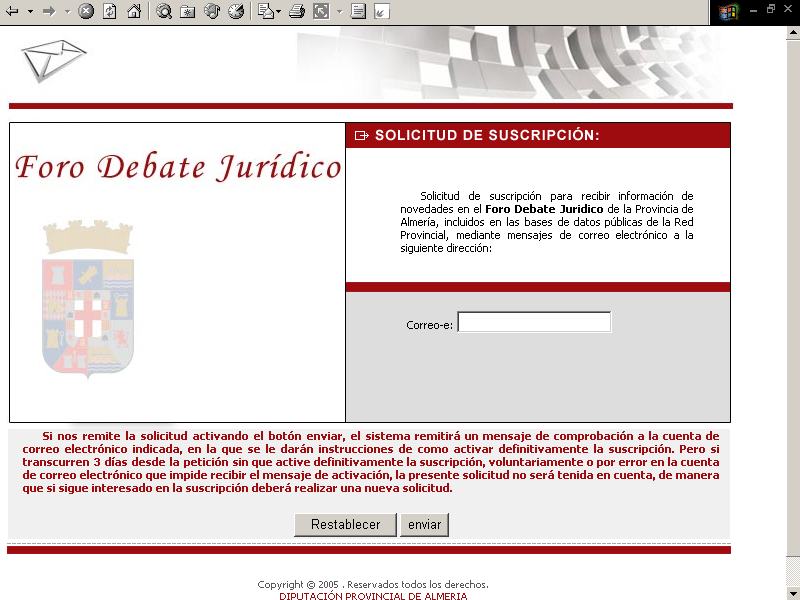 Foro Debate Jurídico
SOLICITUD DE SUSCRIPCIÓN:
Solicitud de suscripción para recibir información de
novedades en el Foro Debate Juridico de la Provincia de
Almería, incluidos en las bases de datos públicas de la Red
Provincial, mediante mensajes de correo electrónico a la
siguiente dirección:
Correo-e:
Si nos remite la solicitud activando el botón enviar, el sistema remitirá un mensaje de comprobación a la cuenta de
correo electrónico indicada, en la que se le darán instrucciones de como activar definitivamente la suscripción. Pero si
transcurren 3 días desde la petición sin que active definitivamente la suscripción, voluntariamente o por error en la cuenta
de correo electrónico que impide recibir el mensaje de activación, la presente solicitud no será tenida en cuenta, de manera
que si sigue interesado en la suscripción deberá realizar una nueva solicitud.
Restablecer enviar
Copyright © 2005 . Reservados todos los derechos.
DIPUTACIÓN PROVINCIAL DE ALMERIA